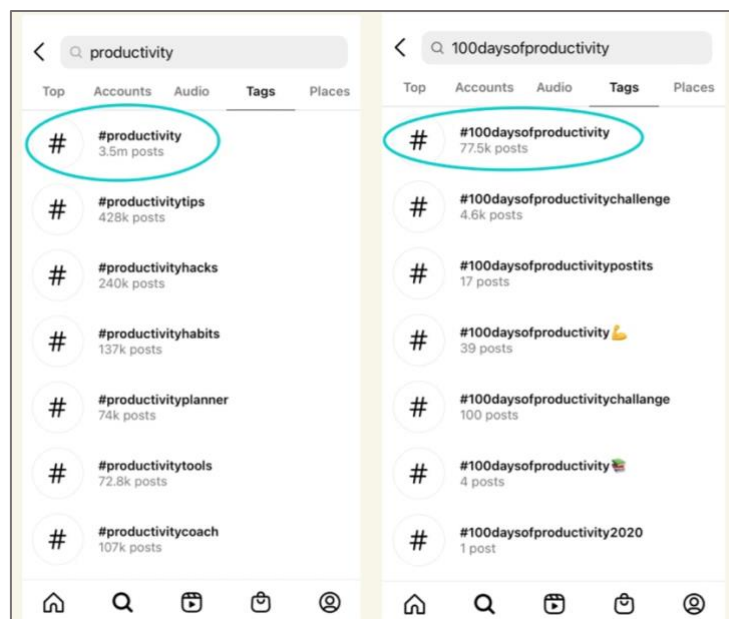 productivity
Top Accounts Audio Tags Places
#
#productivity
3.5m posts
#
#productivitytips
428k posts
#
#productivityhacks
240k posts
#
#productivityhabits
137k posts
#
#productivityplanner
74k posts
#
#productivitytools
72.8k posts
#
#productivitycoach
107k posts
100daysofproductivity
Top Accounts Audio Tags Places
#
#100daysofproductivity
77.5k posts
#
#100daysofproductivitychallenge
4.6k posts
#
#100daysofproductivitypostits
17 posts
#
#100daysofproductivity💪
39 posts
#
#100daysofproductivitychallange
100 posts
#
#100daysofproductivity📚
4 posts
#
#100daysofproductivity2020
1 post